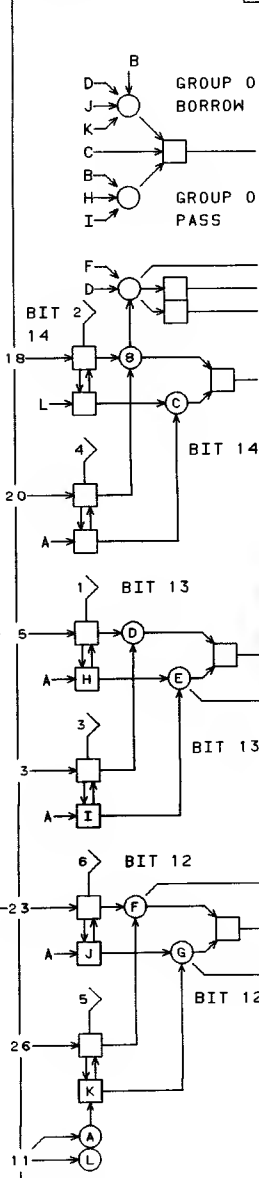 B
D GROUP 0
J BORROW
K
C
B
H GROUP 0
I PASS
F
D
BIT 2
14
18 8
L C
BIT 14
4
20
A
1 BIT 13
5 D
A H E
3 BIT 13
3
A I
6 BIT 12
23 F
A J G
5 BIT 12
26
K
A
11 L